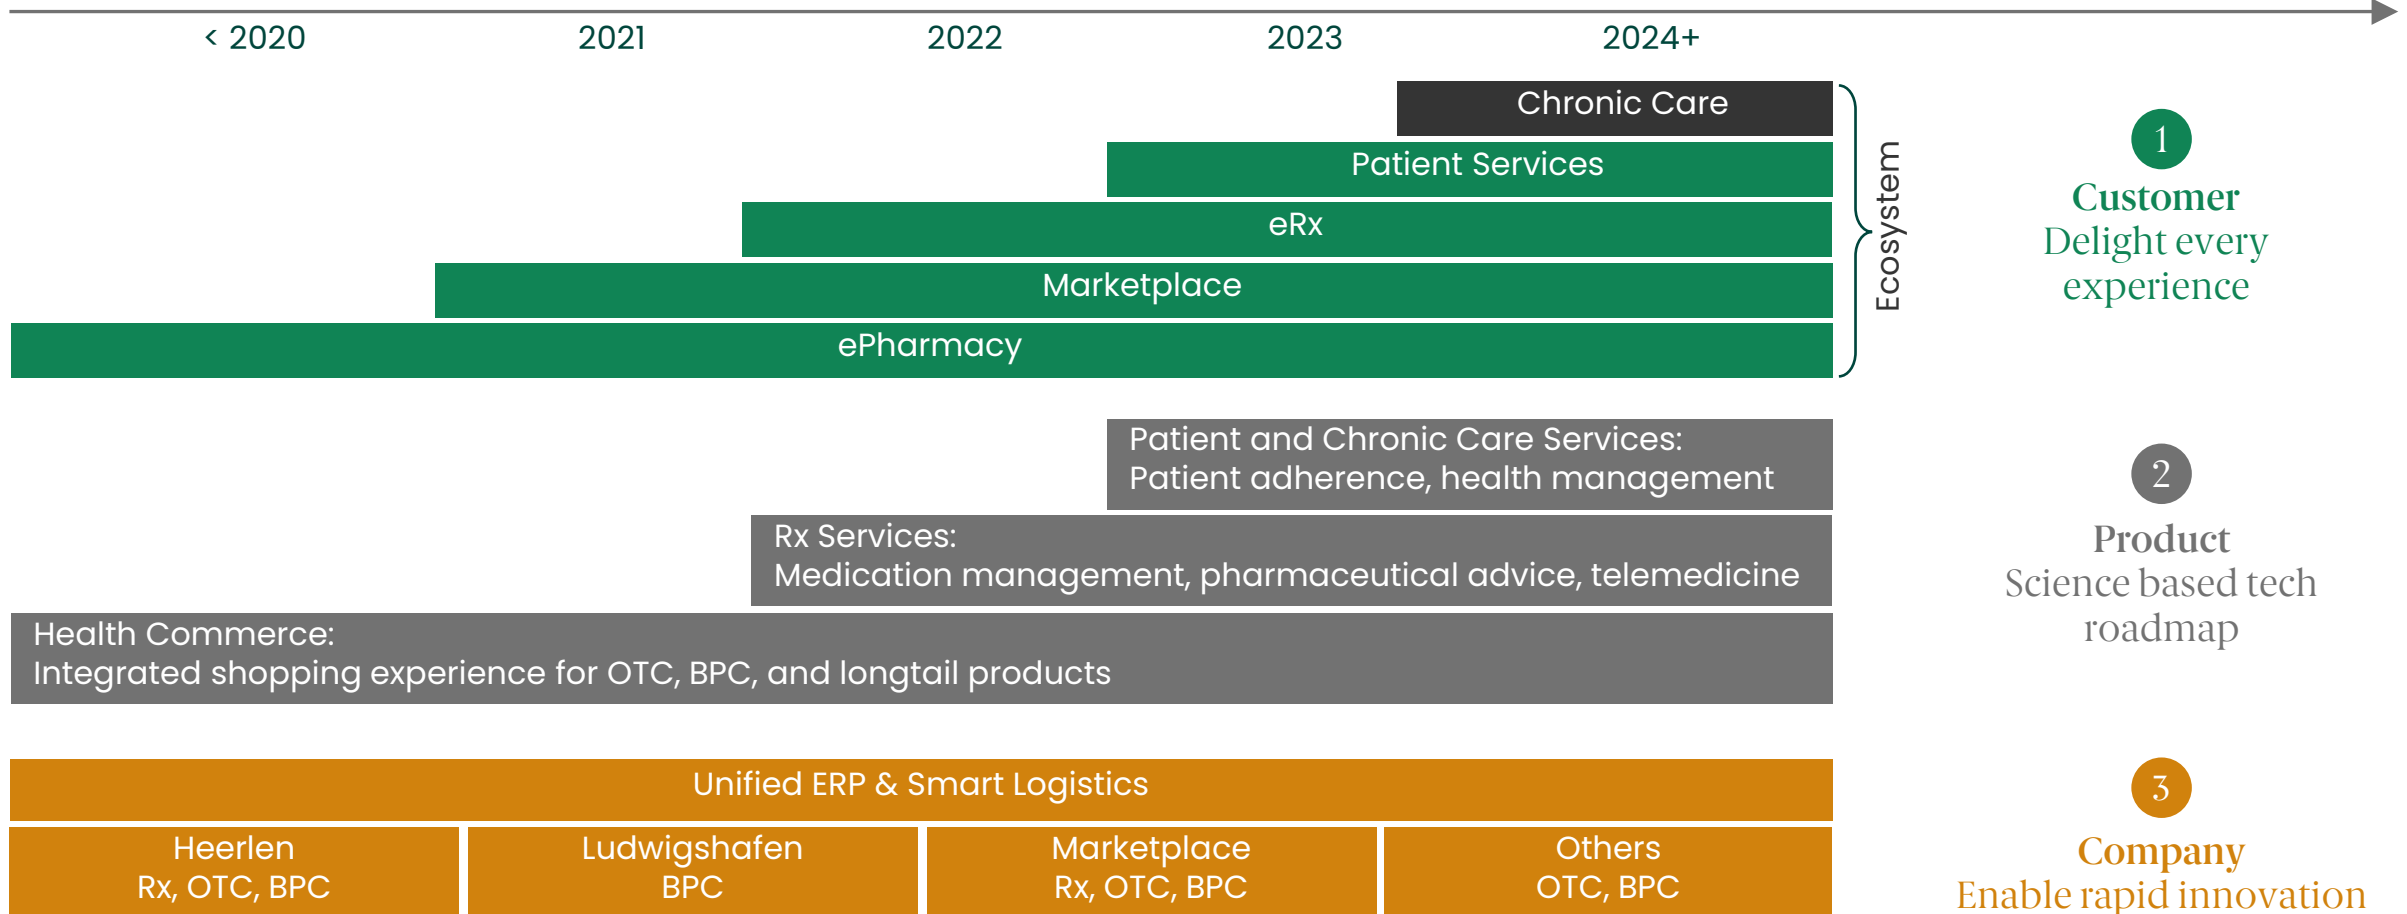 < 2020
2021
2022
2023
2024+
Chronic Care
Patient Services
eRx
Marketplace
ePharmacy
Ecosystem
1
Customer
Delight every
experience
Patient and Chronic Care Services:
Patient adherence, health management
Rx Services:
Medication management, pharmaceutical advice, telemedicine
Health Commerce:
Integrated shopping experience for OTC, BPC, and longtail products
2
Product
Science based tech
roadmap
Unified ERP & Smart Logistics
Heerlen
Rx, OTC, BPC
Ludwigshafen
BPC
Marketplace
Rx, OTC, BPC
Others
OTC, BPC
3
Company
Enable rapid innovation